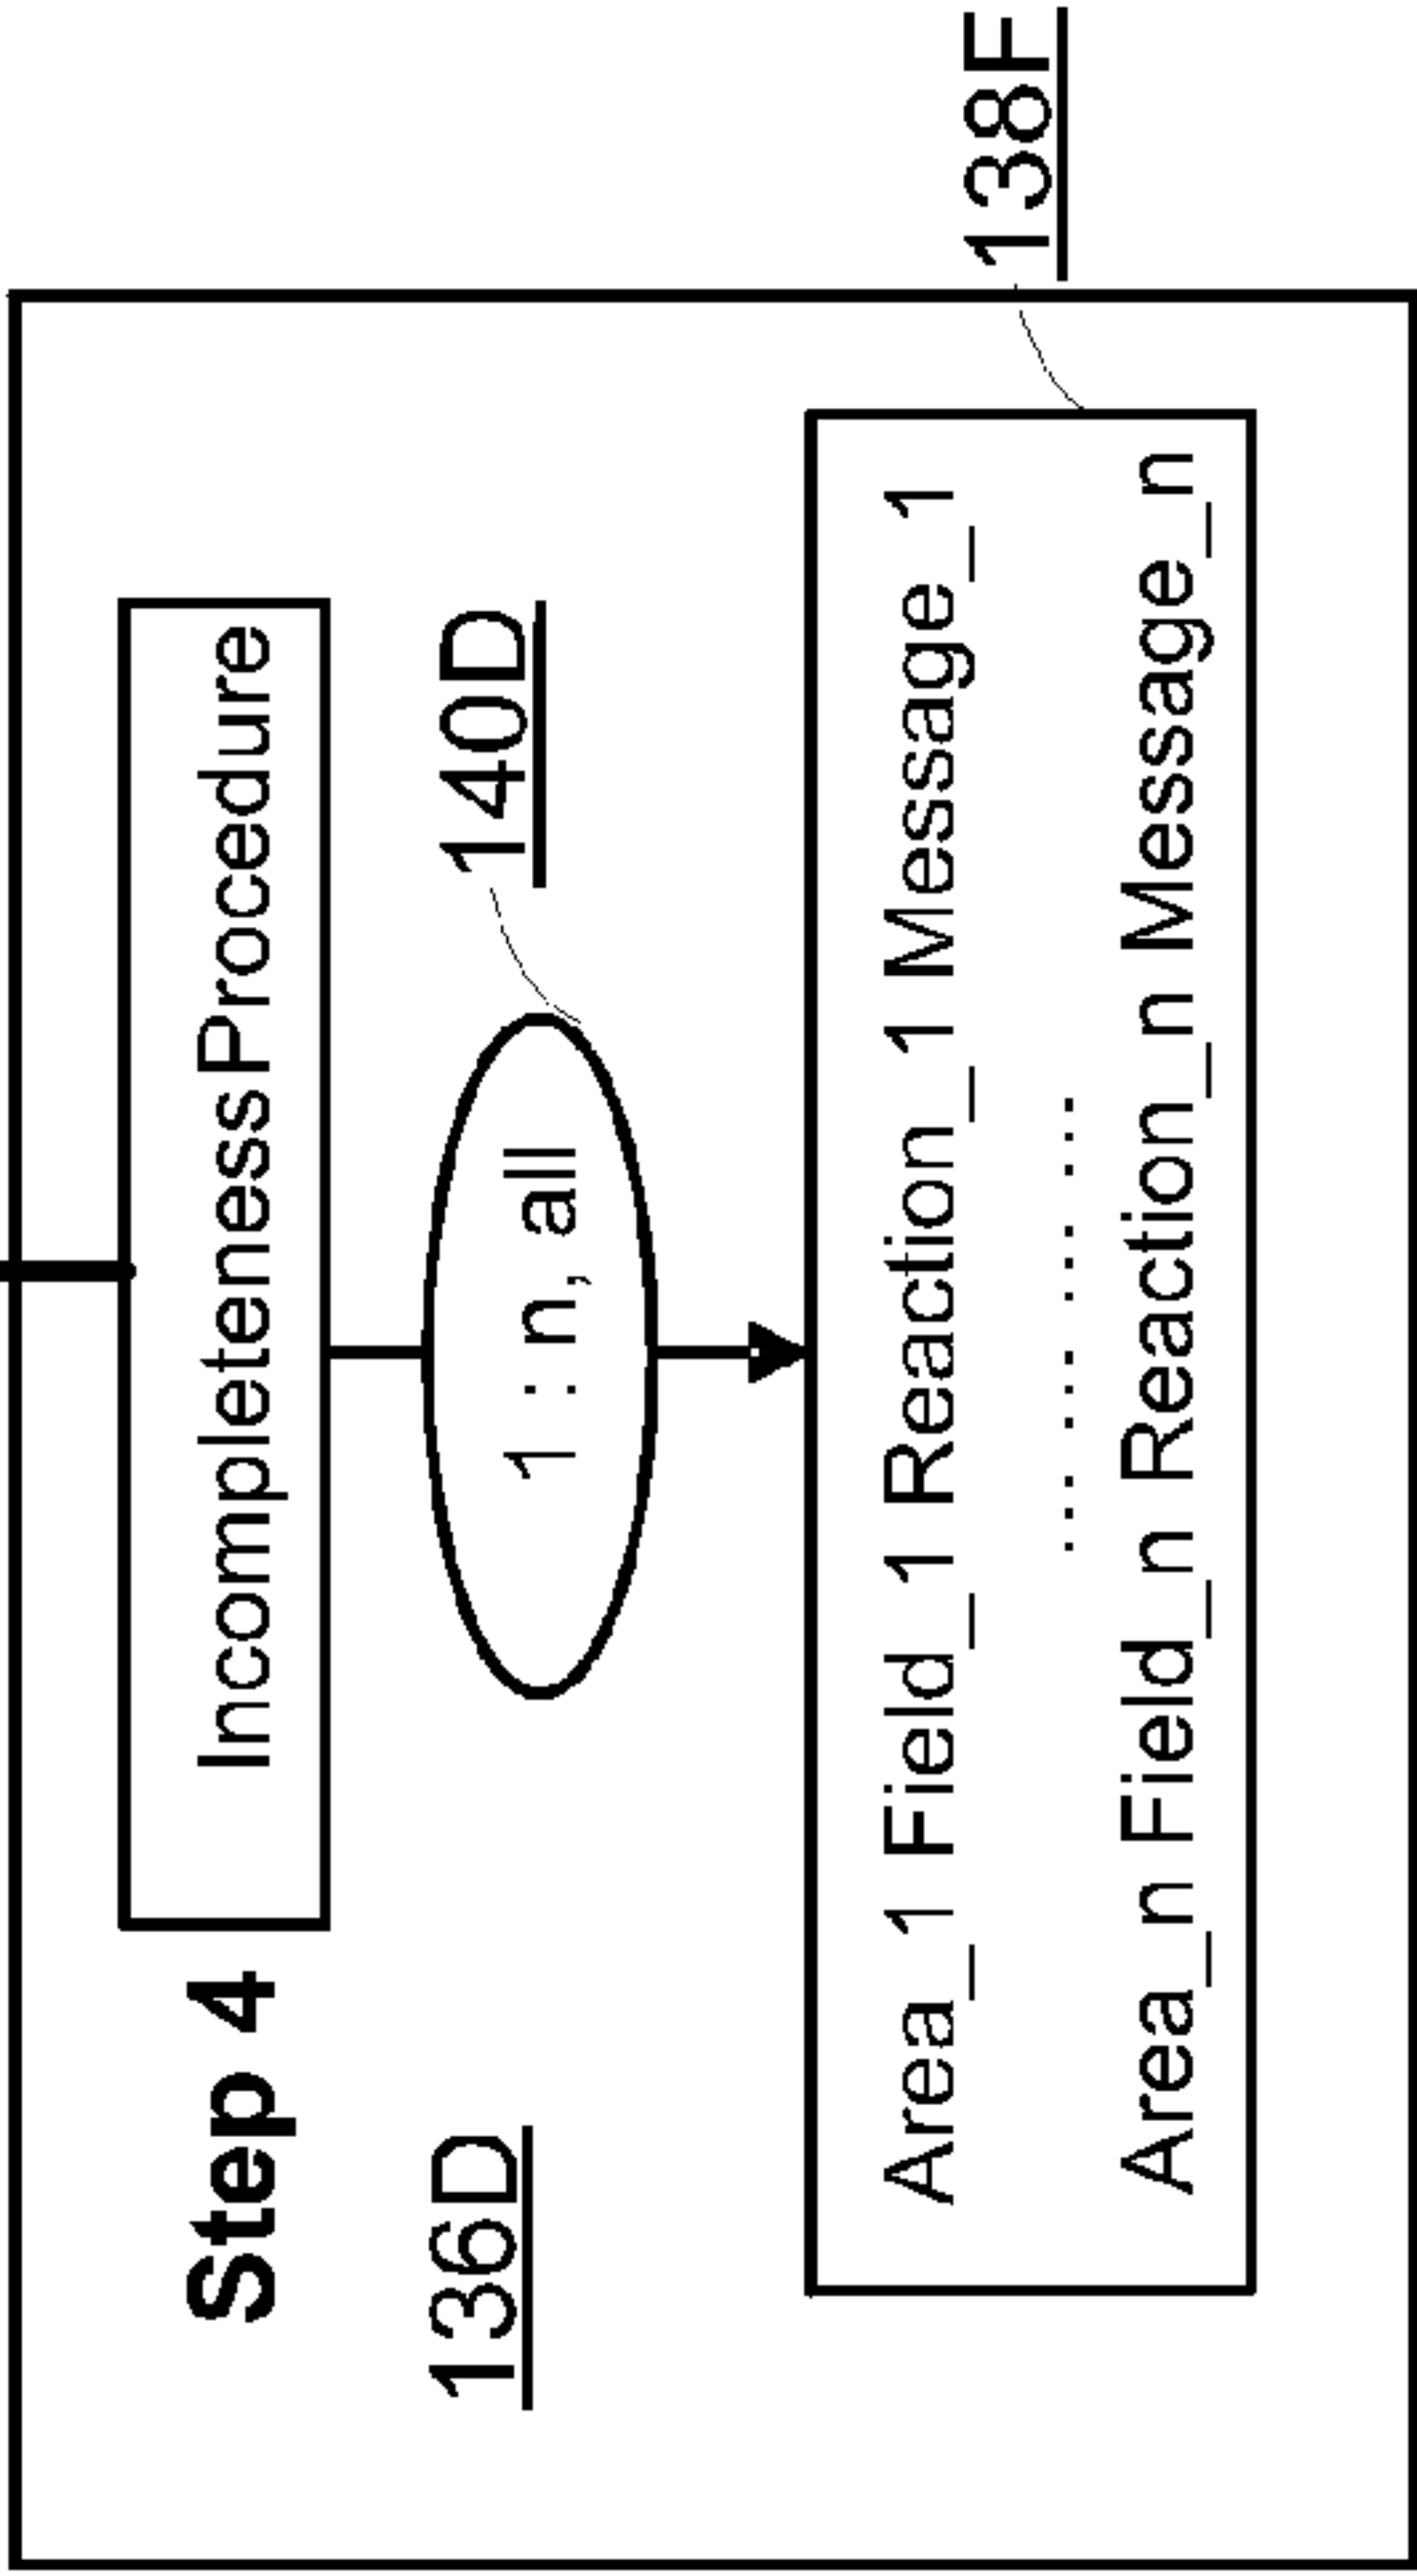 Step 4
IncompletenessProcedure
136D
140D
1 : n, all
138F
Area_1 Field_1 Reaction_1 Message_1
... ... ... ...
Area_n Field_n Reaction_n Message_n